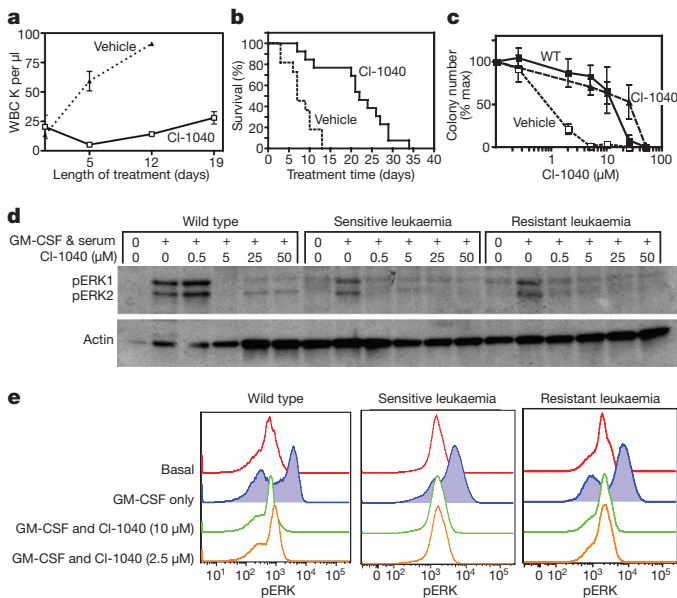 a b c
WBC K per µl
100
75
50
25
0
Vehicle
CI-1040
5 12 19
Length of treatment (days)
Survival (%)
100
80
60
40
20
0
CI-1040
Vehicle
0 5 10 15 20 25 30 35 40
Treatment time (days)
Colony number
(% max)
100
50
0
WT
CI-1040
Vehicle
1 10 100
CI-1040 (µM)
d
Wild type Sensitive leukaemia Resistant leukaemia
GM-CSF & serum 0 + + + + + 0 + + + + + 0 + + + + +
CI-1040 (µM) 0 0 0.5 5 25 50 0 0 0.5 5 25 50 0 0 0.5 5 25 50
pERK1
pERK2
Actin
e
Wild type Sensitive leukaemia Resistant leukaemia
Basal
GM-CSF only
GM-CSF and CI-1040 (10 µM)
GM-CSF and CI-1040 (2.5 µM)
10¹ 10² 10³ 10⁴ 10⁵ 0 10² 10³ 10⁴ 10⁵ 0 10² 10³ 10⁴ 10⁵
pERK pERK pERK